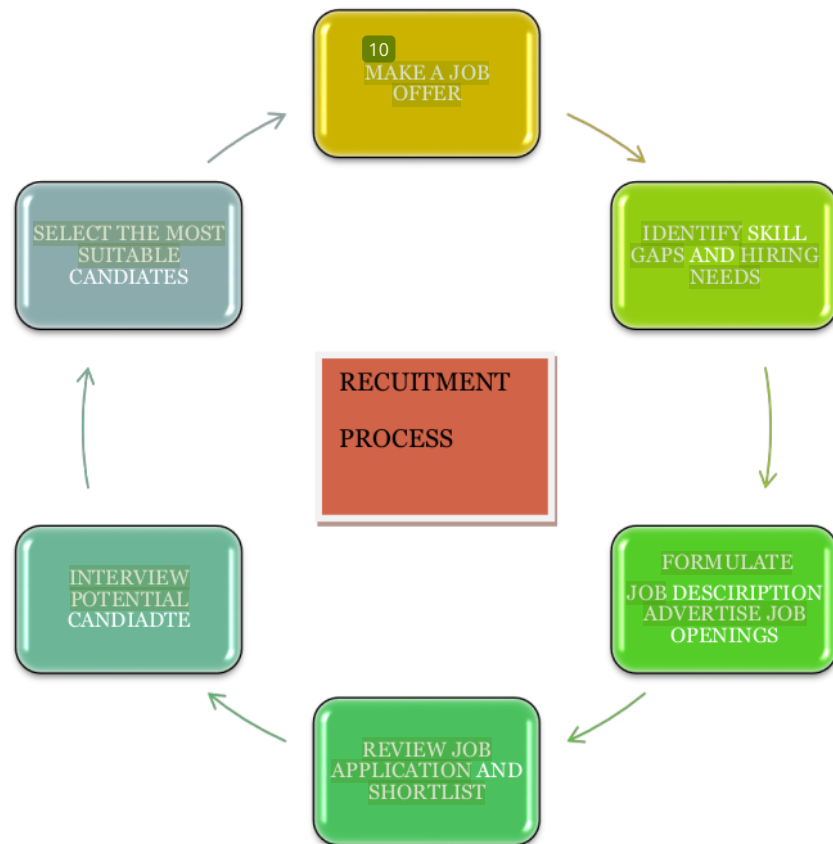 10
MAKE A JOB
OFFER
IDENTIFY SKILL
GAPS AND HIRING
NEEDS
FORMULATE
JOB DESCIRIPTION
ADVERTISE JOB
OPENINGS
REVIEW JOB
APPLICATION AND
SHORTLIST
INTERVIEW
POTENTIAL
CANDIADTE
SELECT THE MOST
SUITABLE
CANDIATES
RECUITMENT
PROCESS